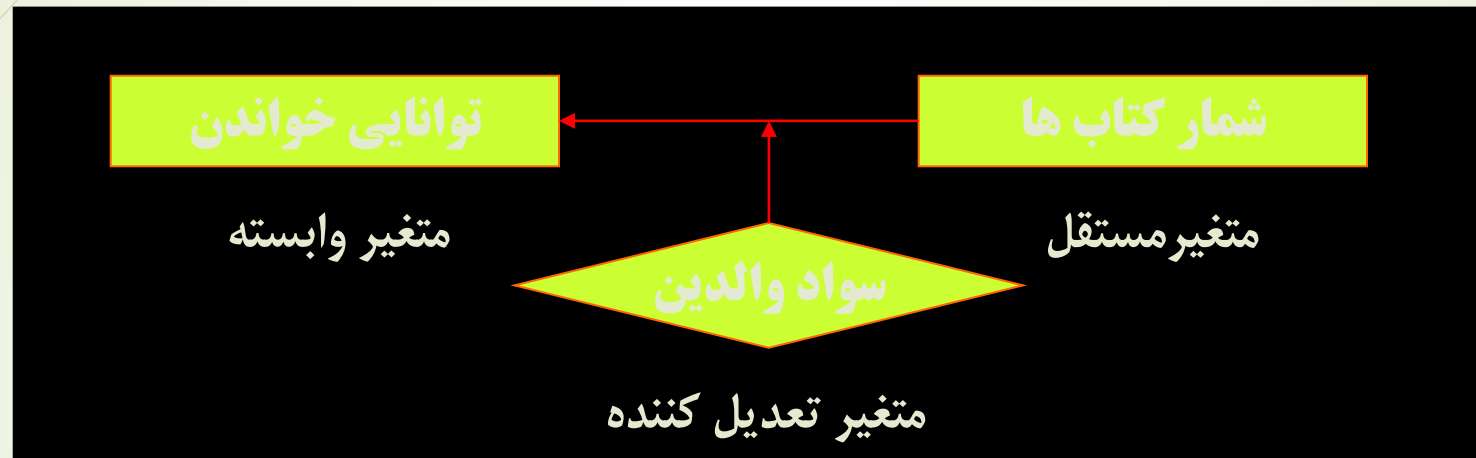 شمار کتاب ها
توانایی خواندن
متغیرمستقل
متغیر وابسته
سواد والدین
متغیر تعدیل کننده